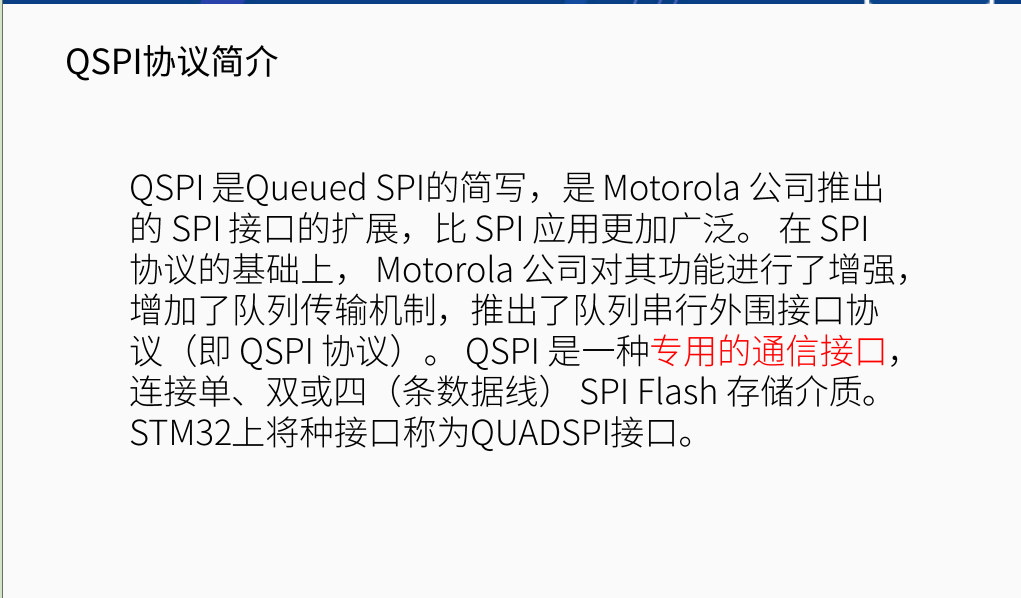 QSPI协议简介
QSPI 是Queued SPI的简写，是 Motorola 公司推出
的 SPI 接口的扩展，比 SPI 应用更加广泛。 在 SPI
协议的基础上， Motorola 公司对其功能进行了增强，
增加了队列传输机制，推出了队列串行外围接口协
议（即 QSPI 协议）。 QSPI 是一种专用的通信接口，
连接单、双或四（条数据线） SPI Flash 存储介质。
STM32上将种接口称为QUADSPI接口。